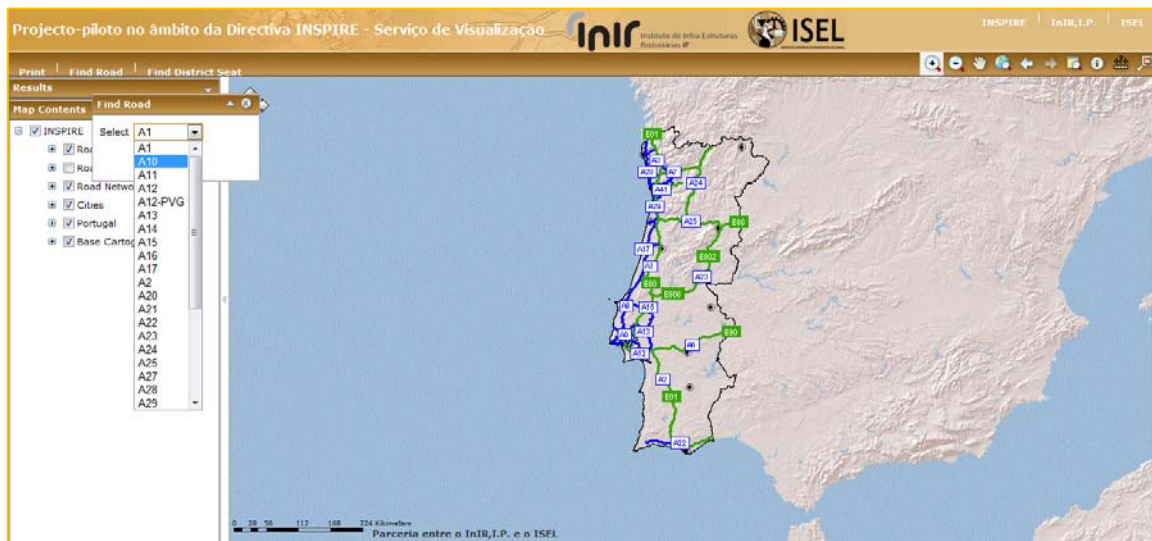 Projecto-piloto no âmbito da Directiva INSPIRE - Serviço de Visualização
InIR
Instituto de Infra-Estruturas
Rodoviárias IP
ISEL
INSPIRE InIR,I.P. ISEL
Print Find Road Find District Seat
Results
Map Contents
Find Road
INSPIRE
Select A1
A1
A10
A11
A12
A12-PVG
A13
A14
A15
A16
A17
A2
A20
A21
A22
A23
A24
A25
A27
A28
A29
Roa
Roa
Road Netwo
Cities
Portugal
Base Cartog
E01
A3
A28 A7
A24
A41
A29
A25 E80
A17
E802
A1
A23
E80
E806
A8 A15
A13
A6 E90
A12
A2
E01
A22
0 28 56 112 168 224 Kilometers
Parceria entre o InIR,I.P. e o ISEL